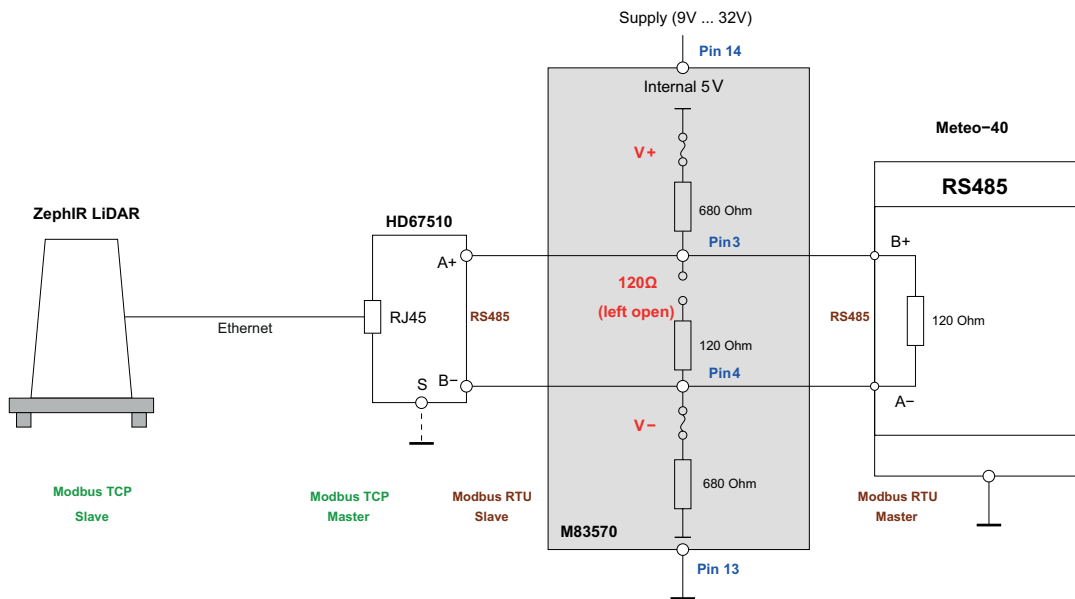 Supply (9V ... 32V)
Pin 14
Internal 5V
Meteo−40
V+
RS485
ZephIR LiDAR
HD67510
680 Ohm
Pin3
B+
A+
120Ω
(left open)
RJ45
RS485
RS485
120 Ohm
Ethernet
120 Ohm
Pin4
S
B−
A−
V−
680 Ohm
Modbus TCP
Slave
Modbus TCP
Master
Modbus RTU
Slave
Modbus RTU
Master
M83570
Pin 13